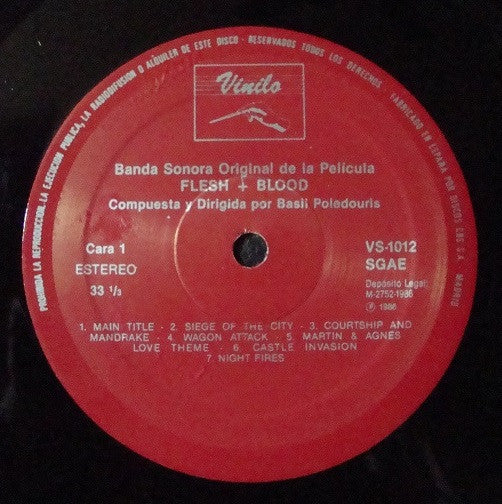 PROHIBIDA LA REPRODUCCION, LA EJECUCION PUBLICA, LA RADIODIFUSION O ALQUILER DE ESTE DISCO - RESERVADOS TODOS LOS DERECHOS - FABRICADO EN ESPAÑA POR DISCOS S.A. MADRID
Vinilo
Banda Sonora Original de la Película
FLESH + BLOOD
Compuesta y Dirigida por Basil Poledouris
Cara 1
ESTEREO
33 1/3
VS-1012
SGAE
Depósito Legal:
M-2752-1986
℗ 1986
1. MAIN TITLE - 2. SIEGE OF THE CITY - 3. COURTSHIP AND
MANDRAKE - 4. WAGON ATTACK - 5. MARTIN & AGNES
LOVE THEME - 6. CASTLE INVASION
7. NIGHT FIRES